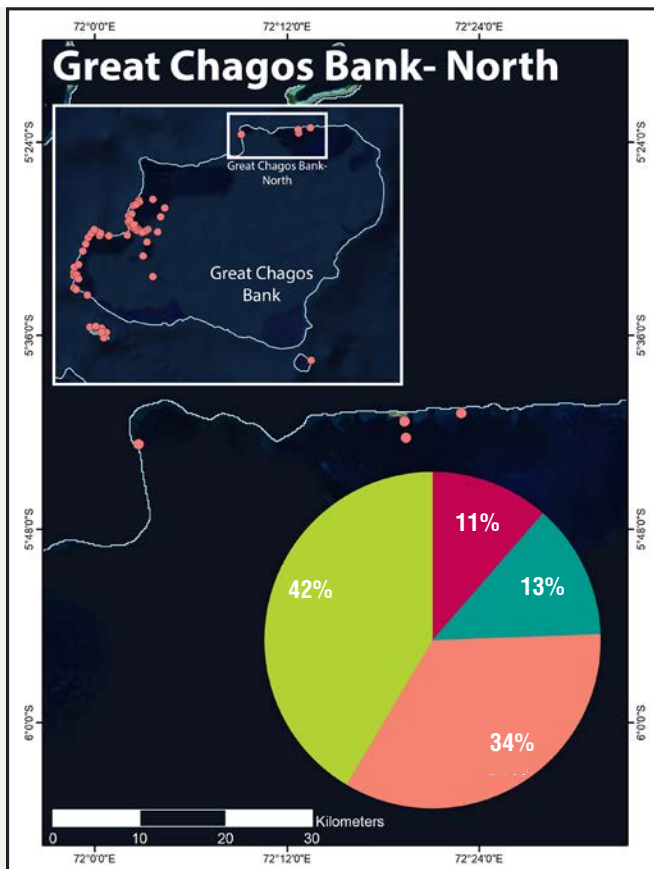 72°0'0"E 72°12'0"E 72°24'0"E
Great Chagos Bank- North
5°24'0"S 5°24'0"S
Great Chagos Bank-
North
Great Chagos
Bank
5°36'0"S 5°36'0"S
11%
5°48'0"S 5°48'0"S
42%
13%
6°0'0"S 6°0'0"S
34%
Kilometers
0 10 20 30
72°0'0"E 72°12'0"E 72°24'0"E